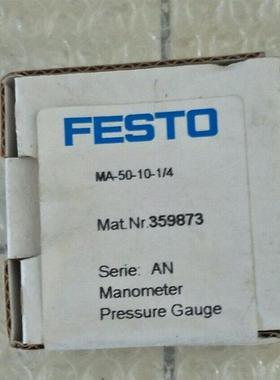 FESTO
MA-50-10-1/4
Mat.Nr.359873
Serie: AN
Manometer
Pressure Gauge